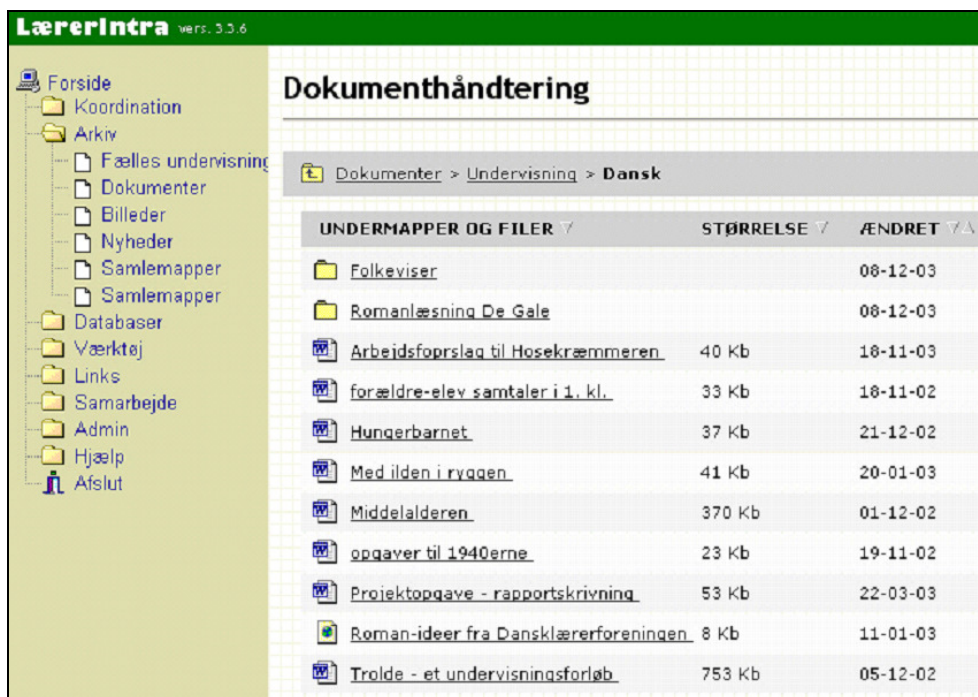 LærerIntra vers. 3.3.6
Forside
Koordination
Arkiv
Fælles undervisning
Dokumenter
Billeder
Nyheder
Samlemapper
Samlemapper
Databaser
Værktøj
Links
Samarbejde
Admin
Hjælp
Afslut
Dokumenthåndtering
Dokumenter > Undervisning > Dansk
UNDERMAPPER OG FILER STØRRELSE ÆNDRET
Folkeviser 08-12-03
Romanlæsning De Gale 08-12-03
Arbejdsfoprslag til Hosekræmmeren 40 Kb 18-11-03
forældre-elev samtaler i 1. kl. 33 Kb 18-11-02
Hungerbarnet 37 Kb 21-12-02
Med ilden i ryggen 41 Kb 20-01-03
Middelalderen 370 Kb 01-12-02
opgaver til 1940erne 23 Kb 19-11-02
Projektopgave - rapportskrivning 53 Kb 22-03-03
Roman-ideer fra Dansklærerforeningen 8 Kb 11-01-03
Trolde - et undervisningsforløb 753 Kb 05-12-02